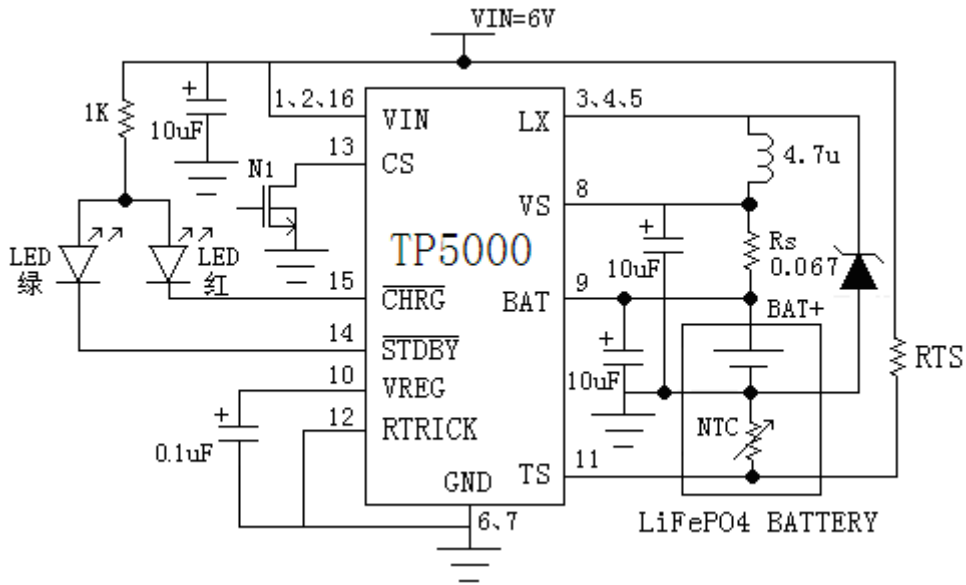 VIN=6V
1K
+
10uF
1、2、16
VIN
3、4、5
LX
4.7u
13
CS
N1
8
VS
TP5000
LED
绿
LED
红
+
10uF
Rs
0.067
15
CHRG
9
BAT
BAT+
14
STDBY
+
10uF
RTS
10
VREG
+
0.1uF
12
RTRICK
NTC
11
TS
GND
6、7
LiFePO4 BATTERY